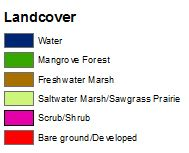 Landcover
Water
Mangrove Forest
Freshwater Marsh
Saltwater Marsh/Sawgrass Prairie
Scrub/Shrub
Bare ground/Developed